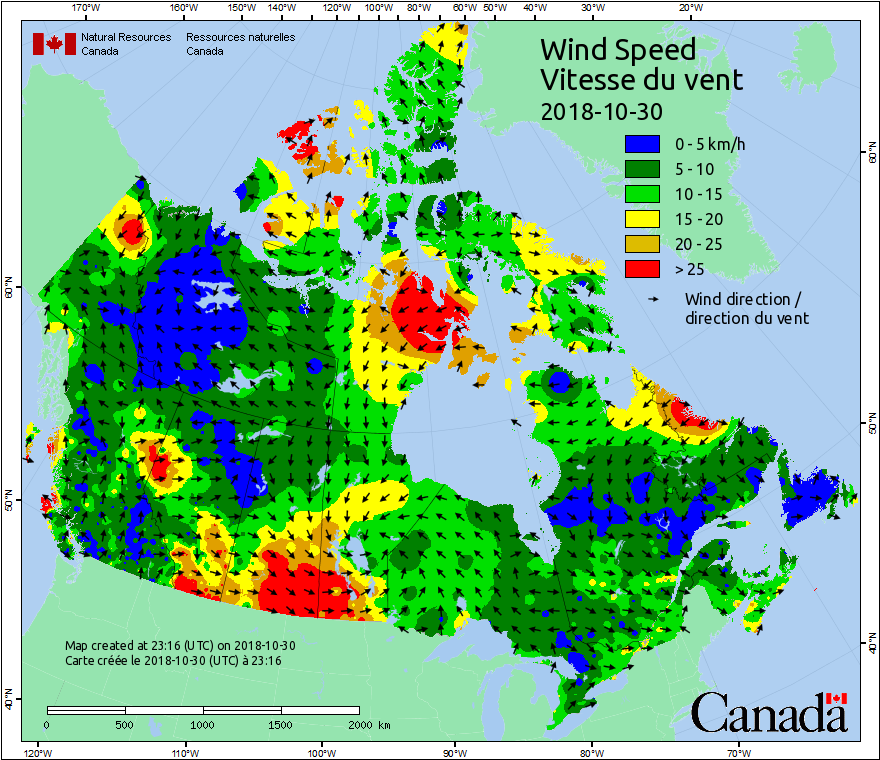 170°W 160°W 150°W 140°W 120°W 100°W 80°W 60°W 50°W 40°W 30°W 20°W
Natural Resources Ressources naturelles
Canada Canada
Wind Speed
Vitesse du vent
2018-10-30
0 - 5 km/h
5 - 10
10 - 15
15 - 20
20 - 25
> 25
Wind direction /
direction du vent
60°N
60°N
50°N
50°N
40°N
40°N
Map created at 23:16 (UTC) on 2018-10-30
Carte créée le 2018-10-30 (UTC) à 23:16
0 500 1000 1500 2000 km
Canada
120°W 110°W 100°W 90°W 80°W 70°W